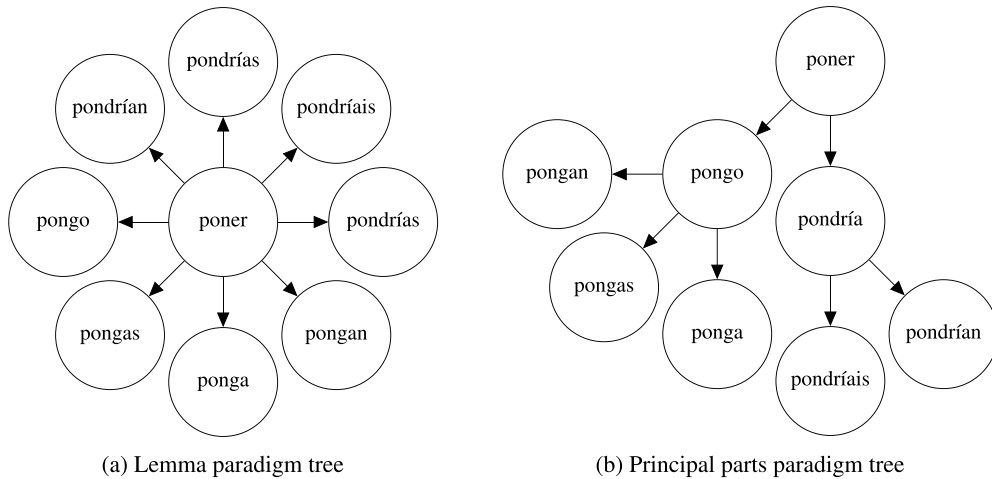 pondrías
pondrían
pondríais
pongo
poner
pondrías
pongas
pongan
ponga
(a) Lemma paradigm tree
poner
pongan
pongo
pondría
pongas
ponga
pondrían
pondríais
(b) Principal parts paradigm tree